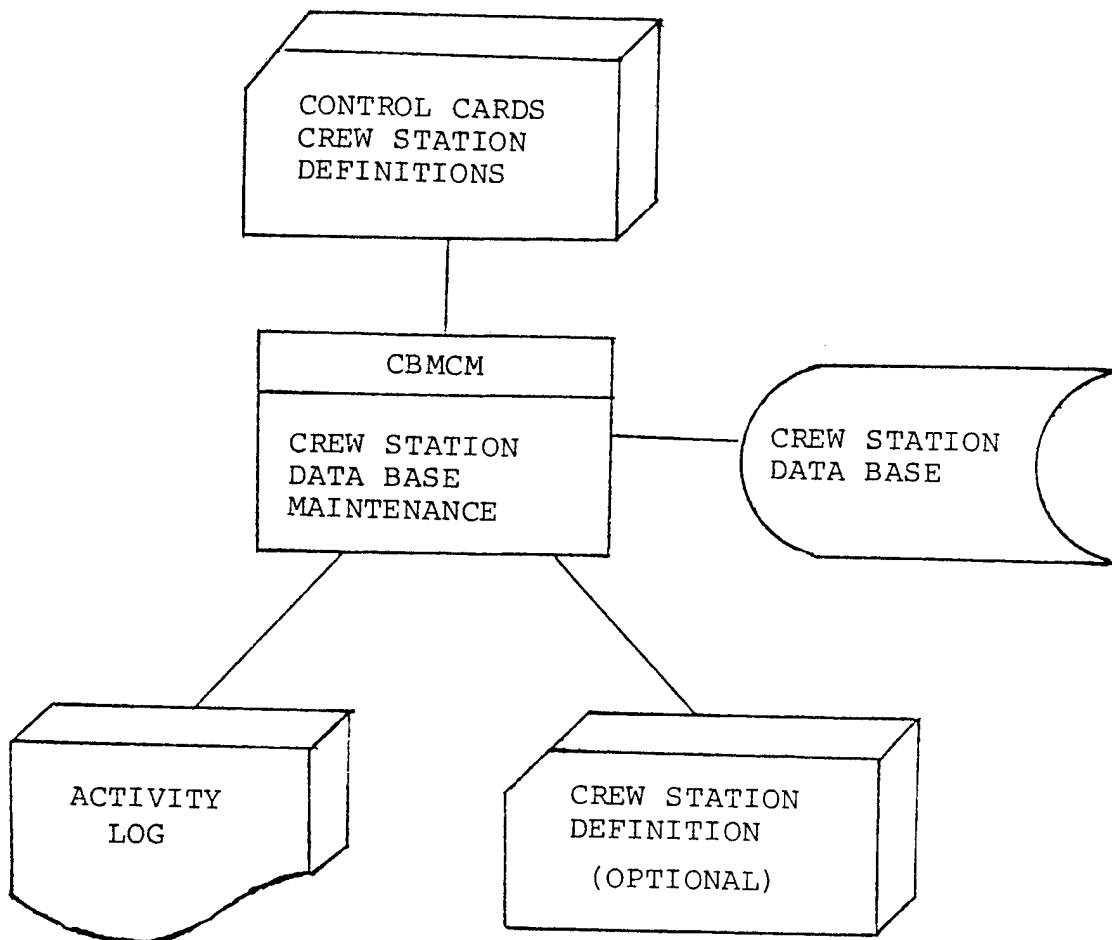 CONTROL CARDS
CREW STATION
DEFINITIONS
CBMCM
CREW STATION
DATA BASE
MAINTENANCE
CREW STATION
DATA BASE
ACTIVITY
LOG
CREW STATION
DEFINITION
(OPTIONAL)